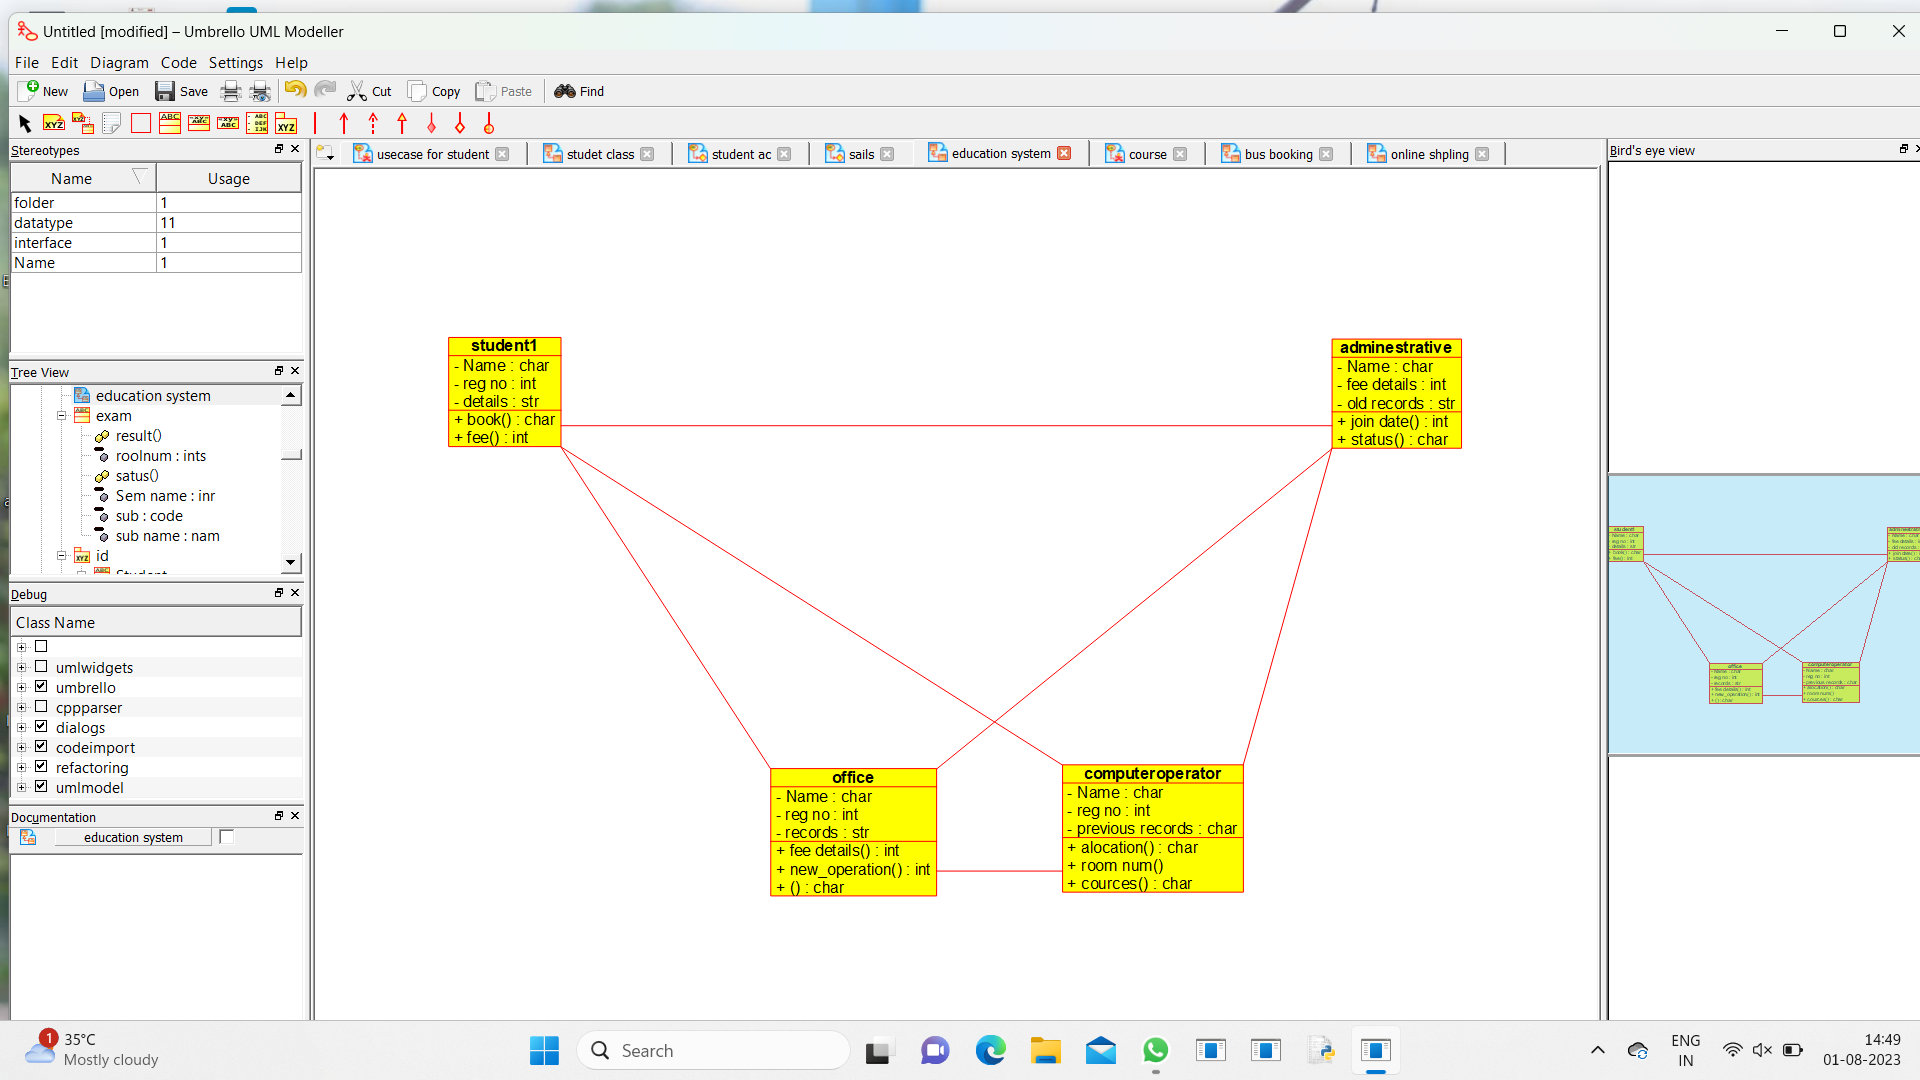 Untitled [modified] – Umbrello UML Modeller
File Edit Diagram Code Settings Help
New Open Save Cut Copy Paste Find
Stereotypes
Name Usage
folder 1
datatype 11
interface 1
Name 1
Tree View
education system
exam
result()
roolnum : ints
satus()
Sem name : inr
sub : code
sub name : nam
id
Debug
Class Name
umlwidgets
umbrello
cppparser
dialogs
codeimport
refactoring
umlmodel
Documentation
education system
usecase for student studet class student ac sails education system course bus booking online shpling
student1
- Name : char
- reg no : int
- details : str
+ book() : char
+ fee() : int
adminestrative
- Name : char
- fee details : int
- old records : str
+ join date() : int
+ status() : char
office
- Name : char
- reg no : int
- records : str
+ fee details() : int
+ new_operation() : int
+ () : char
computeroperator
- Name : char
- reg no : int
- previous records : char
+ alocation() : char
+ room num()
+ cources() : char
Bird's eye view
1
35°C
Mostly cloudy
Search
ENG
IN
14:49
01-08-2023